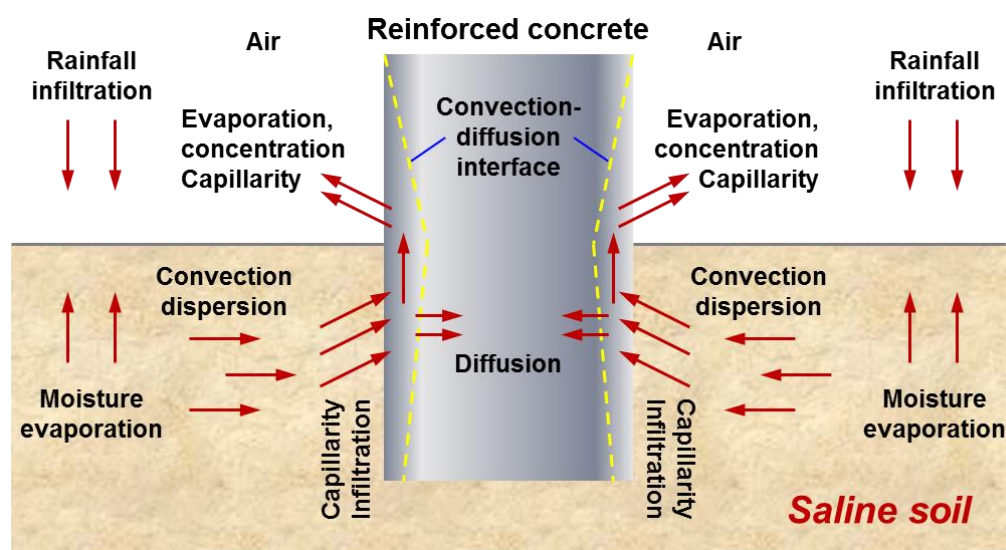 Reinforced concrete
Air
Air
Rainfall
infiltration
Rainfall
infiltration
Evaporation,
concentration
Capillarity
Convection-
diffusion
interface
Evaporation,
concentration
Capillarity
Convection
dispersion
Convection
dispersion
Diffusion
Moisture
evaporation
Capillarity
Infiltration
Capillarity
Infiltration
Moisture
evaporation
Saline soil